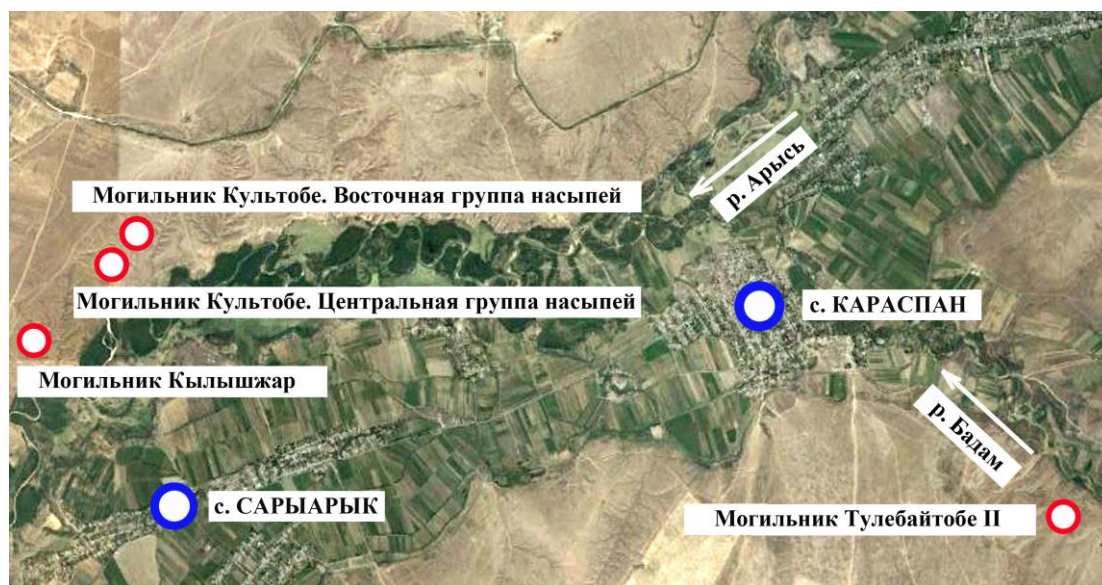 р. Арысь
Могильник Культобе. Восточная группа насыпей
Могильник Культобе. Центральная группа насыпей
с. КАРАСПАН
Могильник Кылышжар
р. Бадам
с. САРЫАРЫК
Могильник Тулебайтобе II